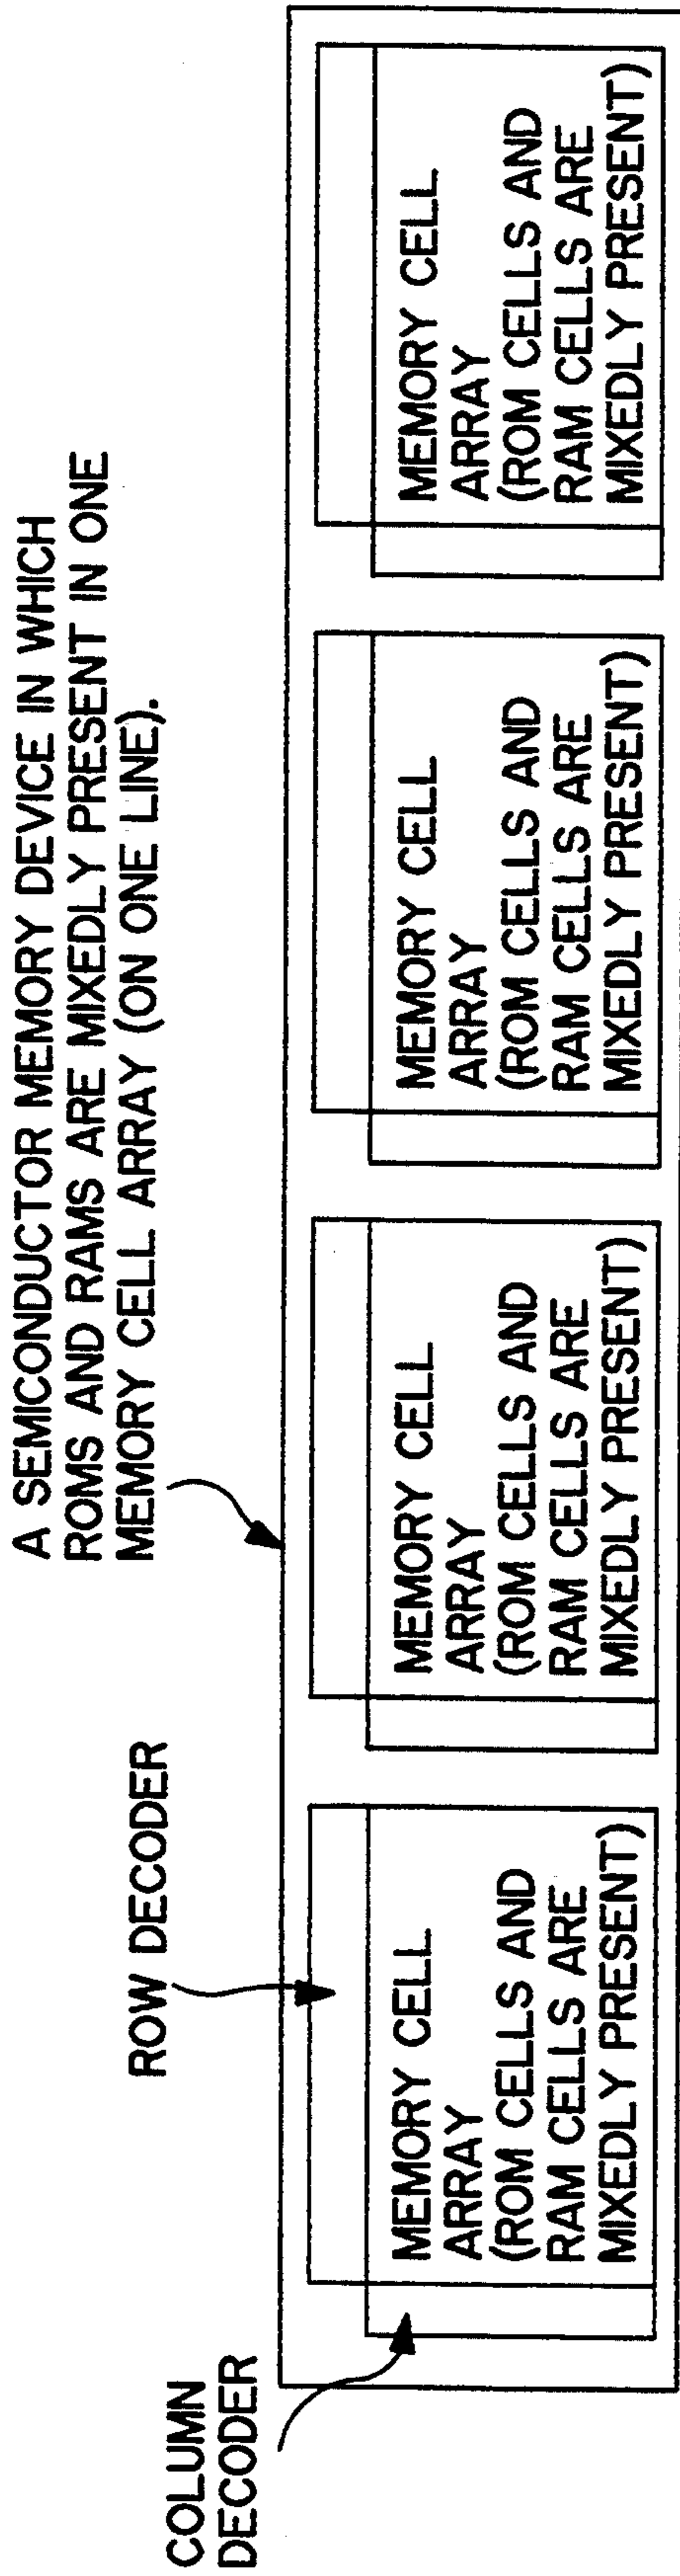 A SEMICONDUCTOR MEMORY DEVICE IN WHICH
ROMS AND RAMS ARE MIXEDLY PRESENT IN ONE
MEMORY CELL ARRAY (ON ONE LINE).
ROW DECODER
COLUMN
DECODER
MEMORY CELL
ARRAY
(ROM CELLS AND
RAM CELLS ARE
MIXEDLY PRESENT)
MEMORY CELL
ARRAY
(ROM CELLS AND
RAM CELLS ARE
MIXEDLY PRESENT)
MEMORY CELL
ARRAY
(ROM CELLS AND
RAM CELLS ARE
MIXEDLY PRESENT)
MEMORY CELL
ARRAY
(ROM CELLS AND
RAM CELLS ARE
MIXEDLY PRESENT)